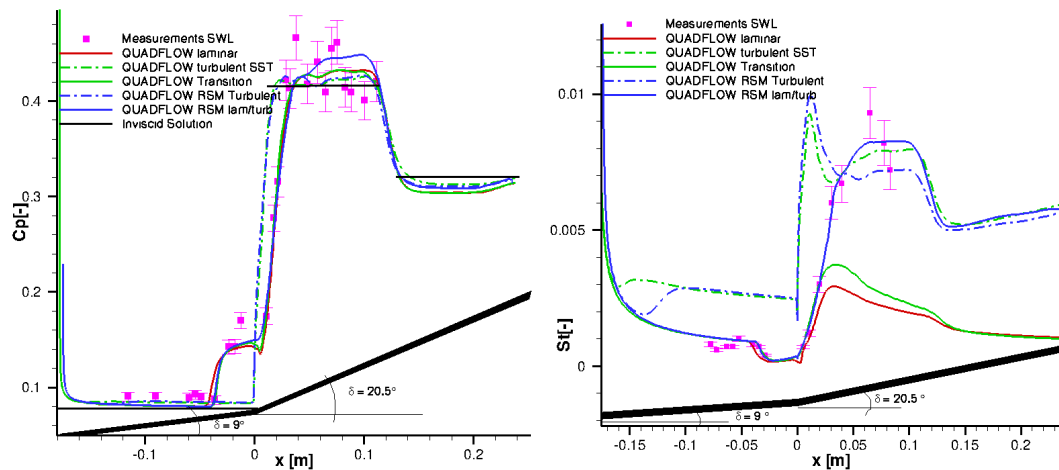 Measurements SWL
QUADFLOW laminar
QUADFLOW turbulent SST
QUADFLOW Transition
QUADFLOW RSM Turbulent
QUADFLOW RSM lam/turb
Inviscid Solution
Cp[-]
0.4
0.3
0.2
0.1
δ = 20.5°
δ = 9°
-0.1
0
0.1
0.2
x [m]
Measurements SWL
QUADFLOW laminar
QUADFLOW turbulent SST
QUADFLOW Transition
QUADFLOW RSM Turbulent
QUADFLOW RSM lam/turb
St[-]
0.01
0.005
0
δ = 20.5°
δ = 9°
-0.15
-0.1
-0.05
0
0.05
0.1
0.15
0.2
x [m]